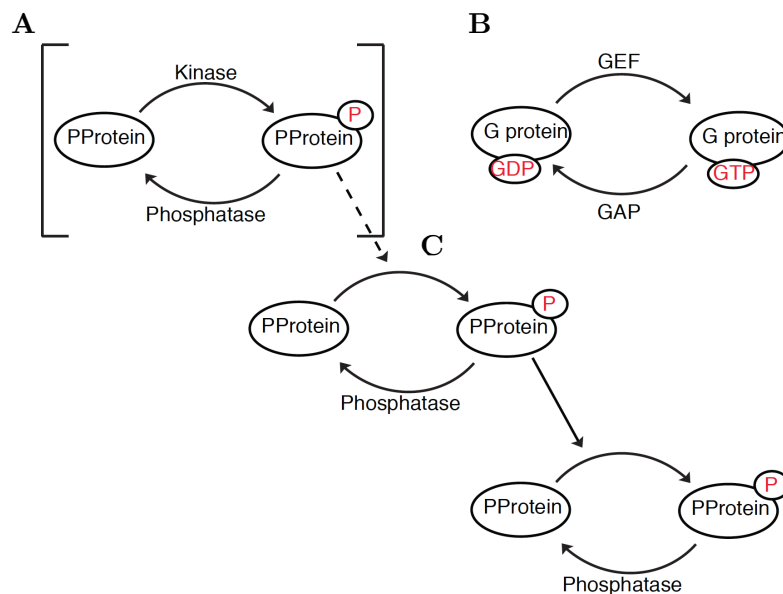 A
Kinase
PProtein
PProtein
P
Phosphatase
B
GEF
G protein
GDP
G protein
GTP
GAP
C
PProtein
PProtein
P
Phosphatase
PProtein
PProtein
P
Phosphatase